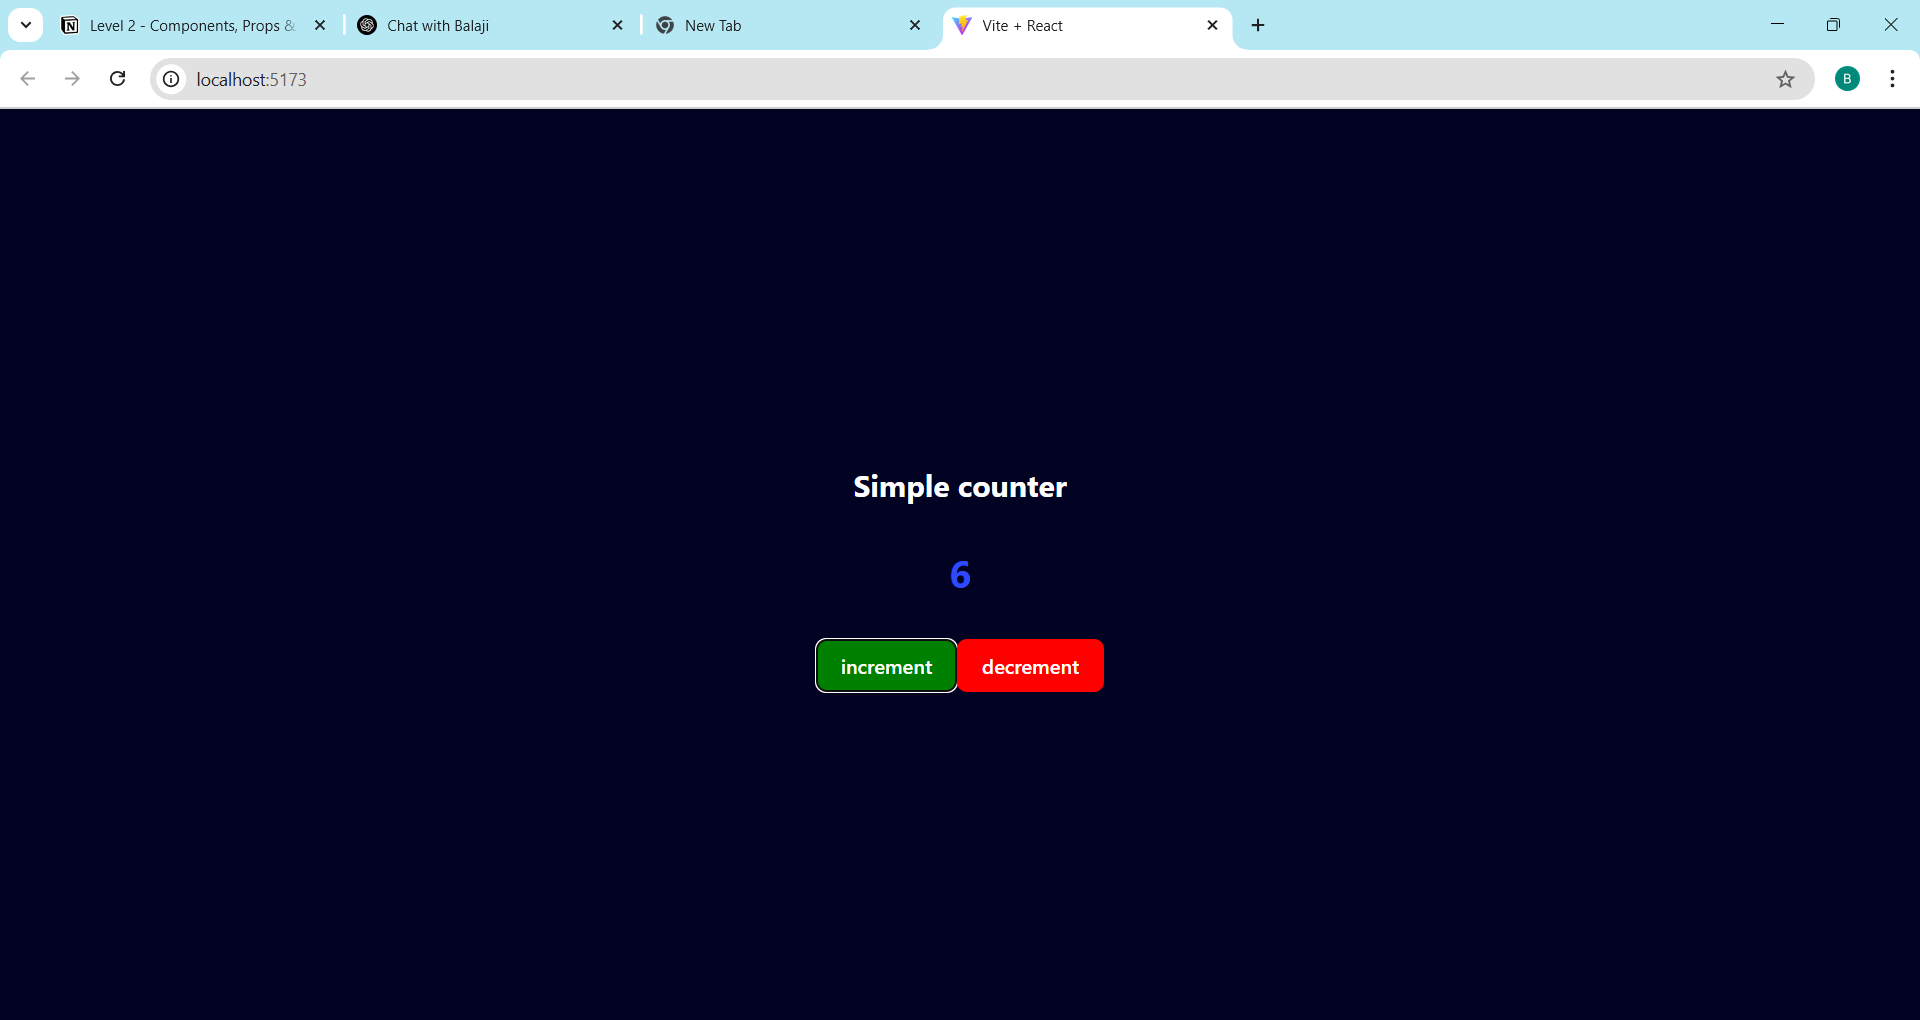 Level 2 - Components, Props &
Chat with Balaji
New Tab
Vite + React
localhost:5173
B
Simple counter
6
increment
decrement